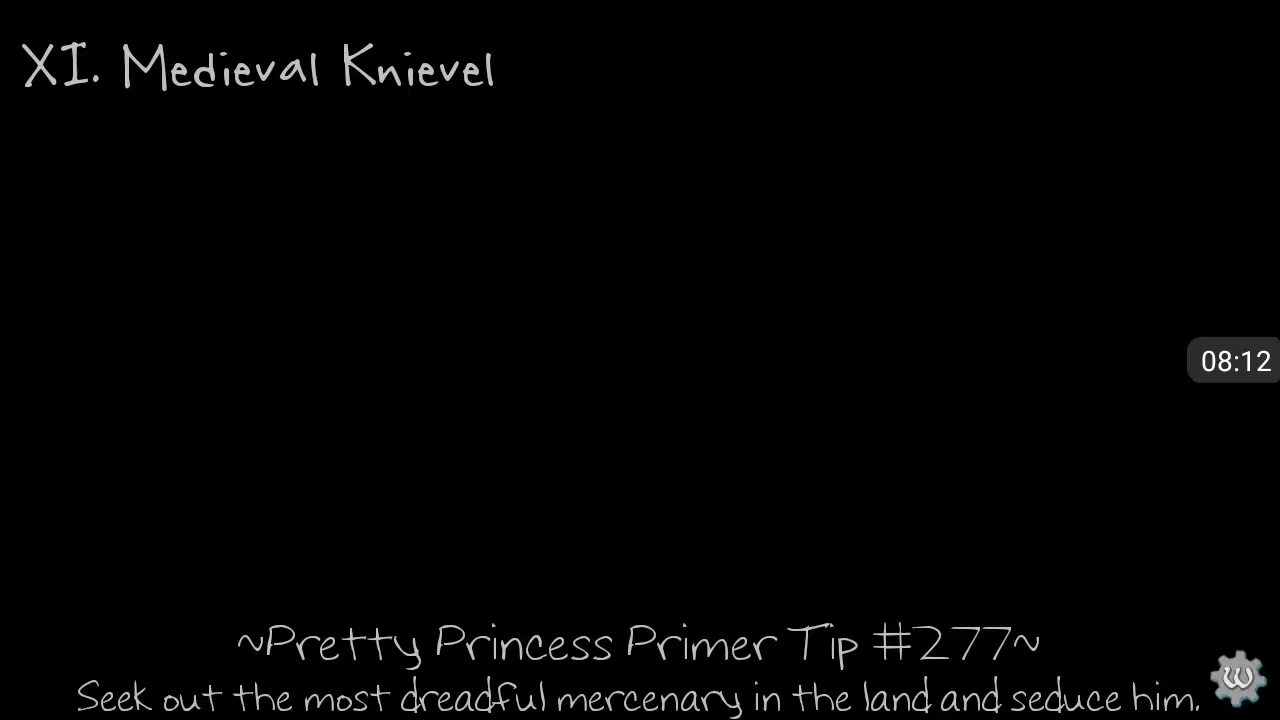 XI. Medieval Knievel
08:12
~Pretty Princess Primer Tip #277~
Seek out the most dreadful mercenary in the land and seduce him.
W